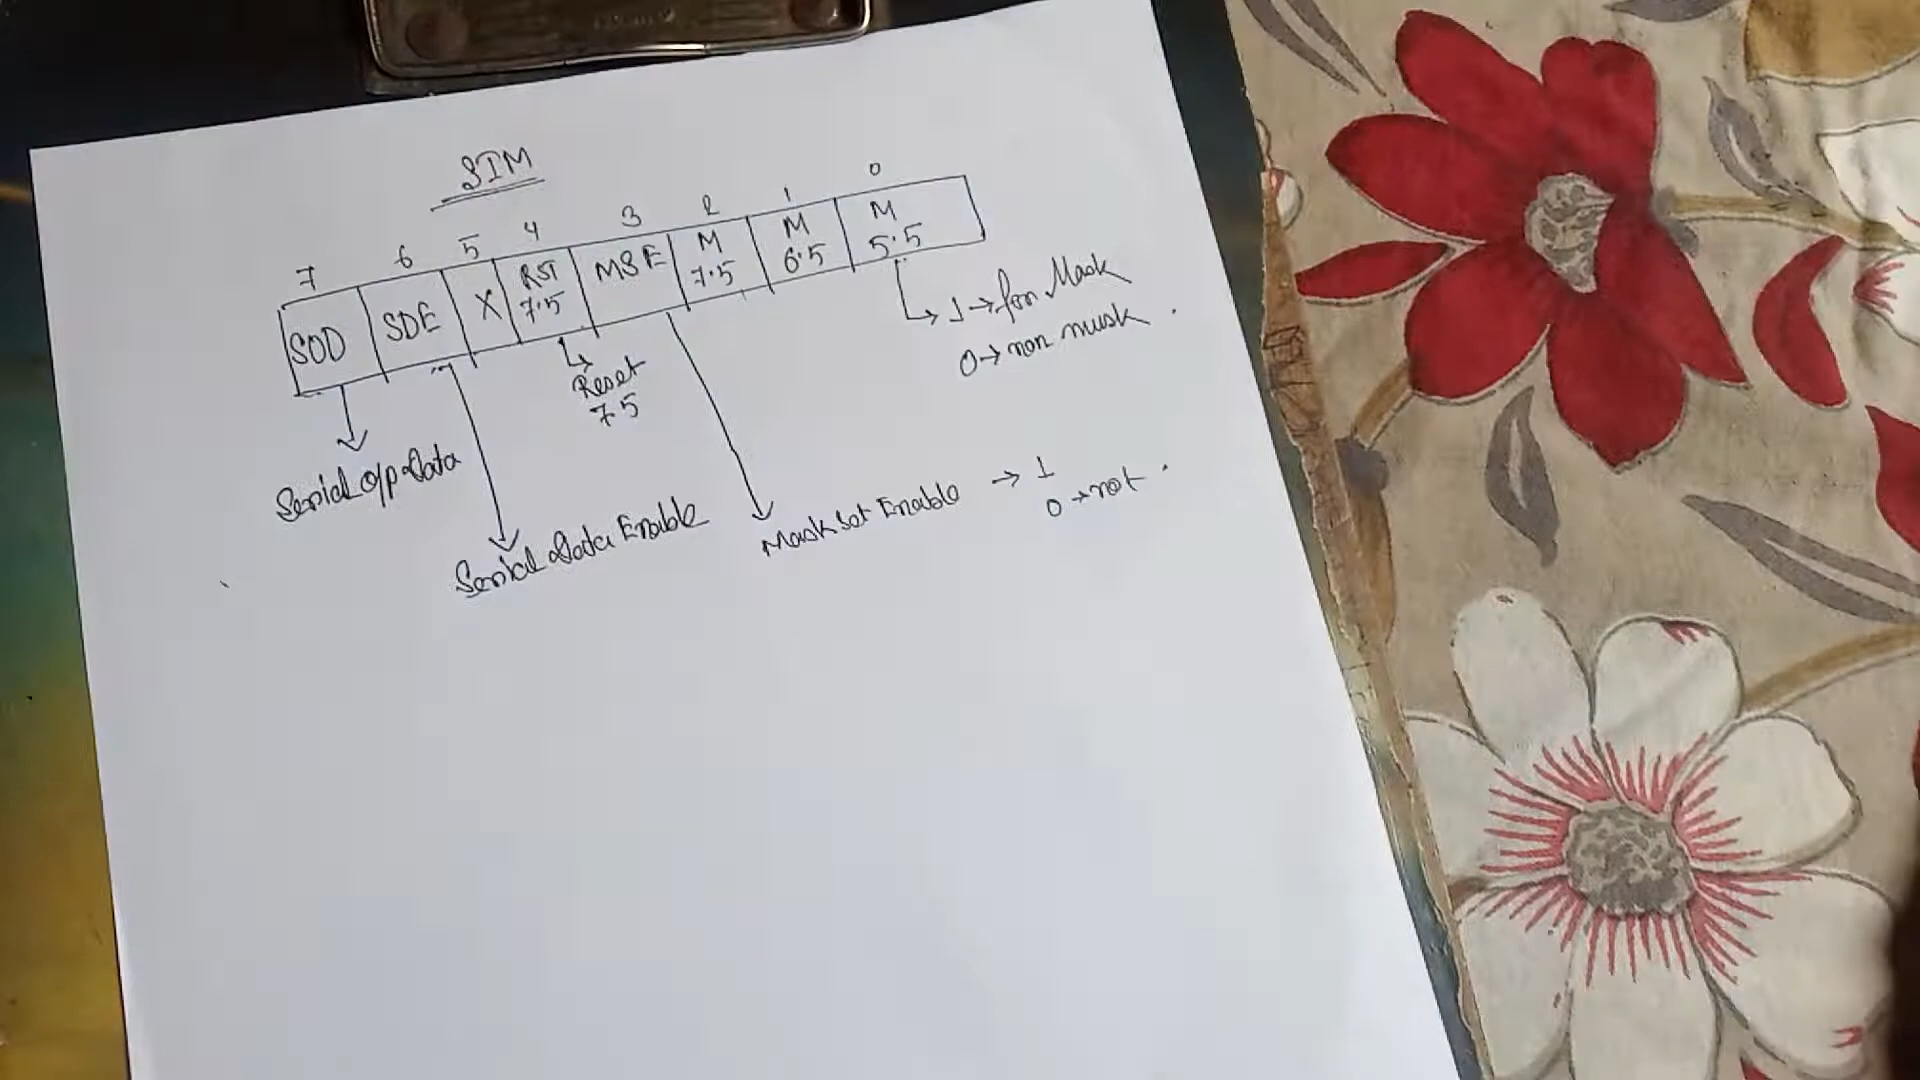 SIM
7 6 5 4 3 2 1 0
SOD SDE X RST 7.5 MSE M 7.5 M 6.5 M 5.5
1 → for Mask
0 → non musk .
Reset
7.5
Serial o/p Data
Serial Data Enable
Mask Set Enable → 1
0 → not .